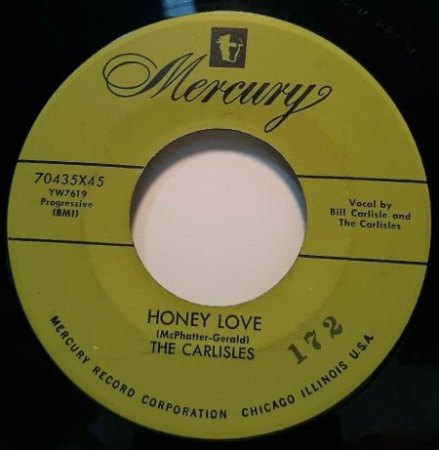 Mercury
70435X45
YW7619
Progressive
(BMI)
Vocal by
Bill Carlisle and
The Carlisles
HONEY LOVE
(McPhatter-Gerald)
THE CARLISLES
172
MERCURY RECORD CORPORATION CHICAGO ILLINOIS U.S.A.